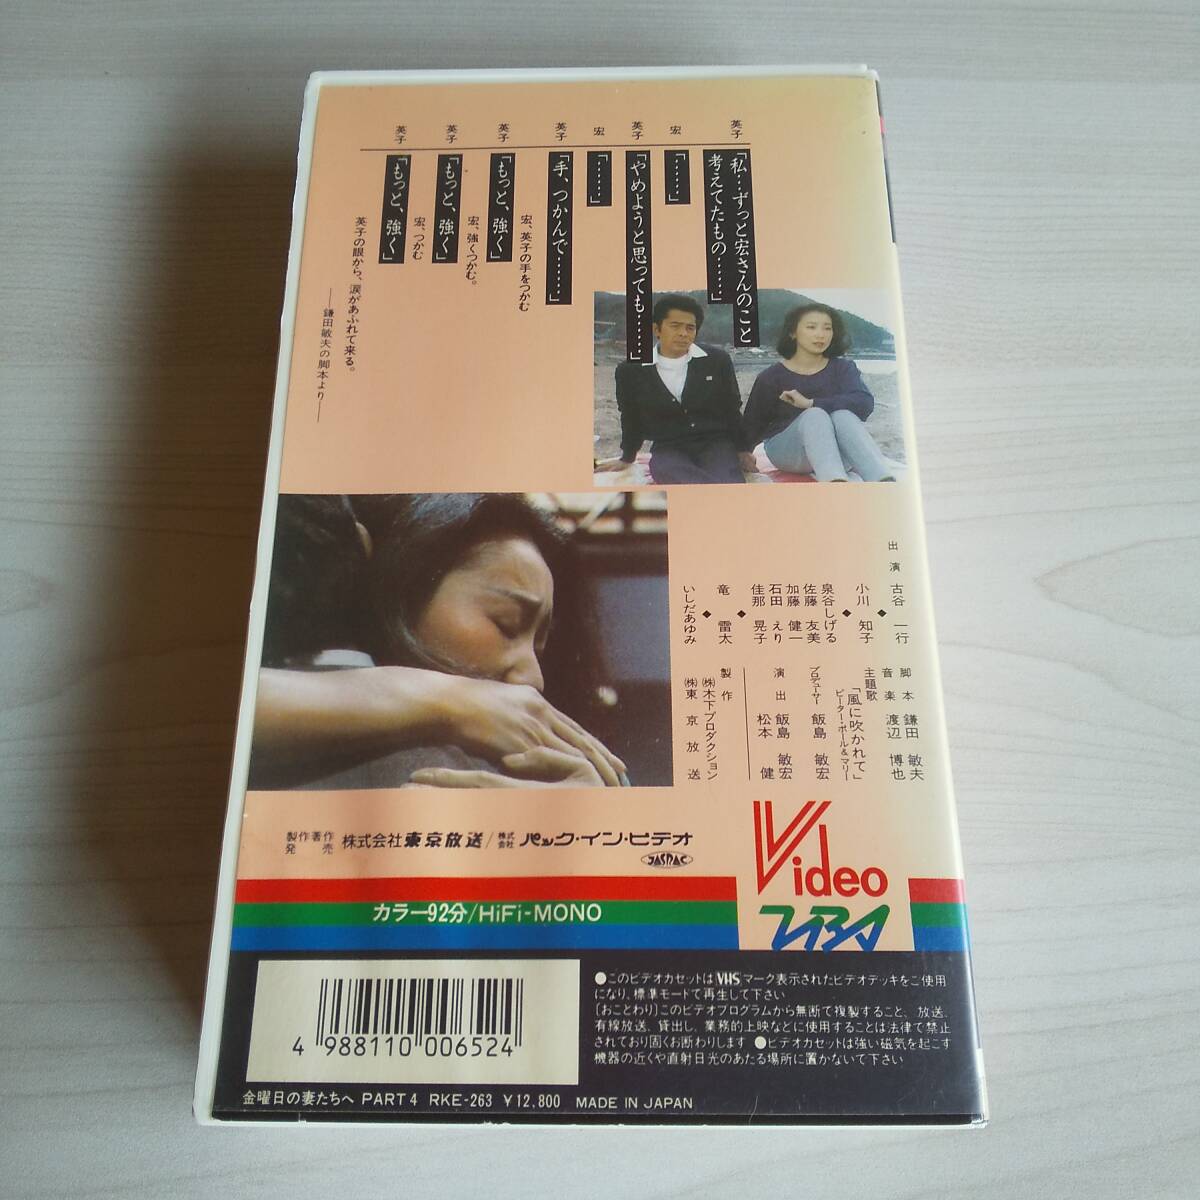 英子「私…ずっと宏さんのこと
考えてたもの……」
宏「……」
英子「やめようと思っても……」
宏「……」
英子「手、つかんで……」
宏、英子の手をつかむ
英子「もっと、強く」
宏、強くつかむ。
英子「もっと、強く」
宏、つかむ
英子「もっと、強く」
英子の眼から、涙があふれて来る。
──鎌田敏夫の脚本より──
出演
古谷 一行
◆
小川 知子
◆
泉谷しげる
佐藤 友美
加藤 健一
石田 えり
佳那 晃子
◆
竜 雷太
◆
いしだあゆみ
脚本 鎌田 敏夫
音楽 渡辺 博也
主題歌「風に吹かれて」
ピーター・ポール&マリー
プロデューサー 飯島 敏宏
演出 飯島 敏宏
松本 健
製作
㈱木下プロダクション
㈱東京放送
製作著作 株式会社東京放送/株式会社パック・イン・ビデオ
発売
JASRAC
Video
TBS
カラー92分/HiFi-MONO
●このビデオカセットはVHSマーク表示されたビデオデッキをご使用
になり、標準モードで再生して下さい
[おことわり]このビデオプログラムから無断で複製すること、放送、
有線放送、貸出し、業務的上映などに使用することは法律で禁止
されており固くお断わりします ●ビデオカセットは強い磁気を起こす
機器の近くや直射日光のあたる場所に置かないで下さい
4 988110 006524
金曜日の妻たちへ PART4 RKE-263 ¥12,800 MADE IN JAPAN